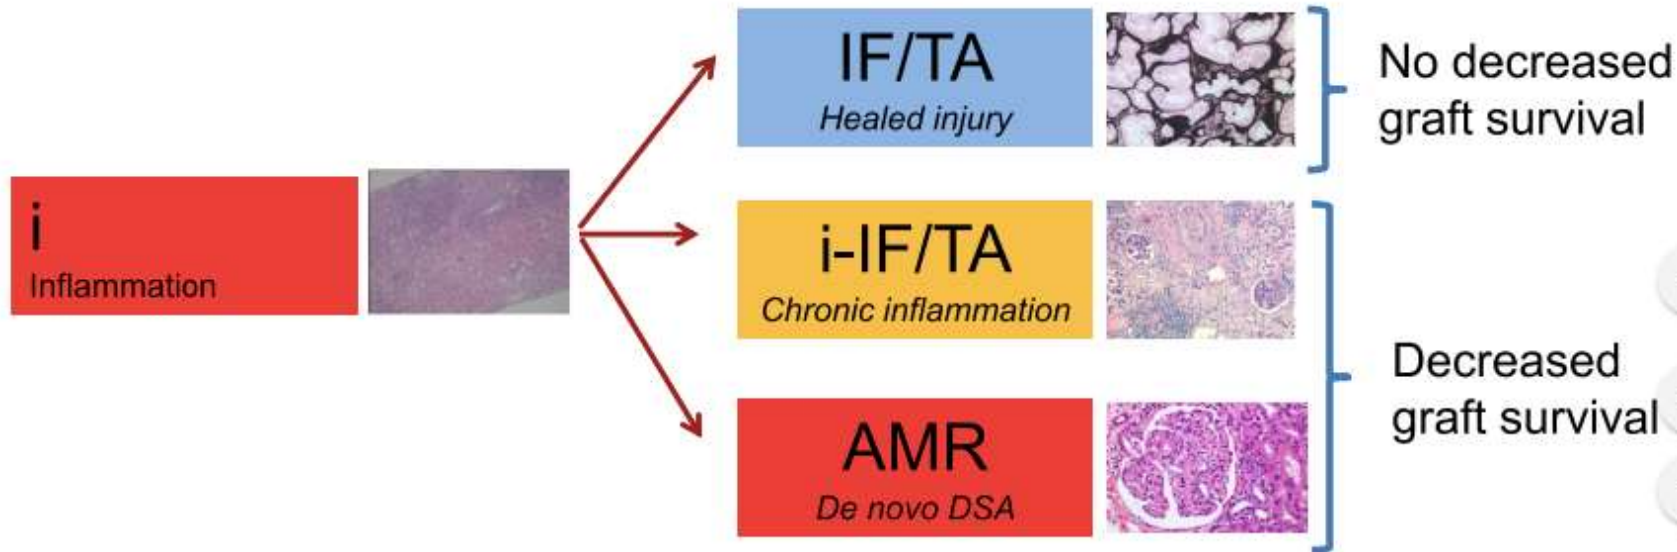 i
Inflammation
IF/TA
Healed injury
No decreased
graft survival
i-IF/TA
Chronic inflammation
AMR
De novo DSA
Decreased
graft survival